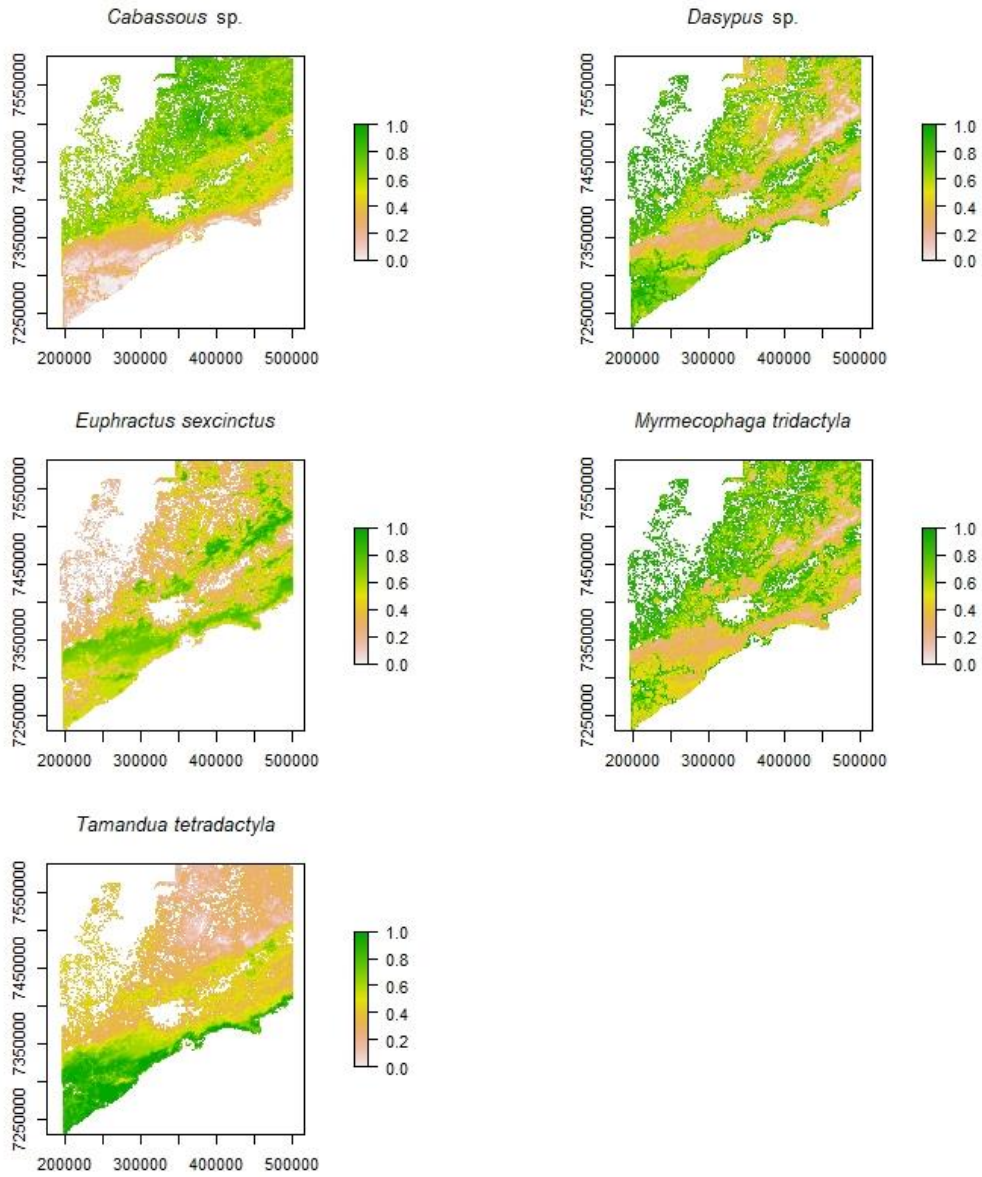 Cabassous sp.
7250000 7350000 7450000 7550000
1.0
0.8
0.6
0.4
0.2
0.0
200000 300000 400000 500000
Dasypus sp.
7250000 7350000 7450000 7550000
1.0
0.8
0.6
0.4
0.2
0.0
200000 300000 400000 500000
Euphractus sexcinctus
7250000 7350000 7450000 7550000
1.0
0.8
0.6
0.4
0.2
0.0
200000 300000 400000 500000
Myrmecophaga tridactyla
7250000 7350000 7450000 7550000
1.0
0.8
0.6
0.4
0.2
0.0
200000 300000 400000 500000
Tamandua tetradactyla
7250000 7350000 7450000 7550000
1.0
0.8
0.6
0.4
0.2
0.0
200000 300000 400000 500000